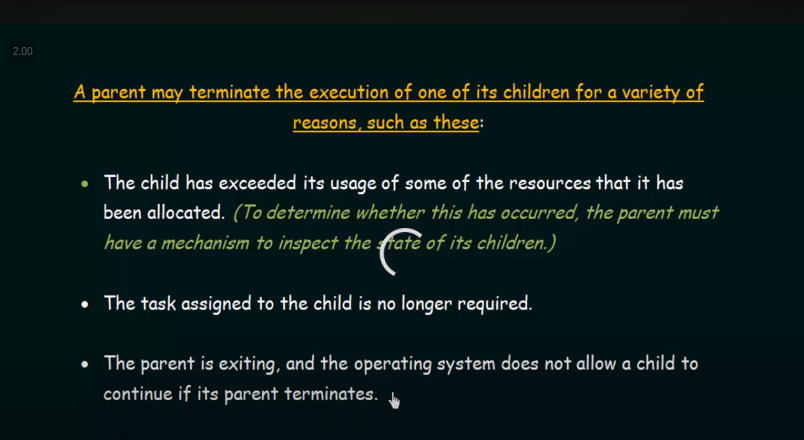 2.00
A parent may terminate the execution of one of its children for a variety of
reasons, such as these:
• The child has exceeded its usage of some of the resources that it has
been allocated. (To determine whether this has occurred, the parent must
have a mechanism to inspect the state of its children.)
• The task assigned to the child is no longer required.
• The parent is exiting, and the operating system does not allow a child to
continue if its parent terminates.